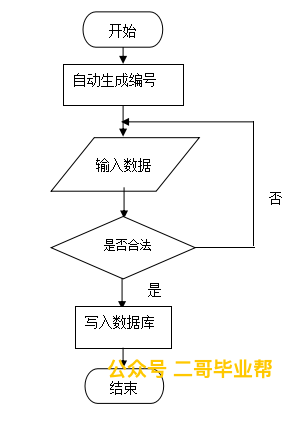 开始
自动生成编号
输入数据
否
是否合法
是
写入数据库
公众号 二哥毕业帮
结束